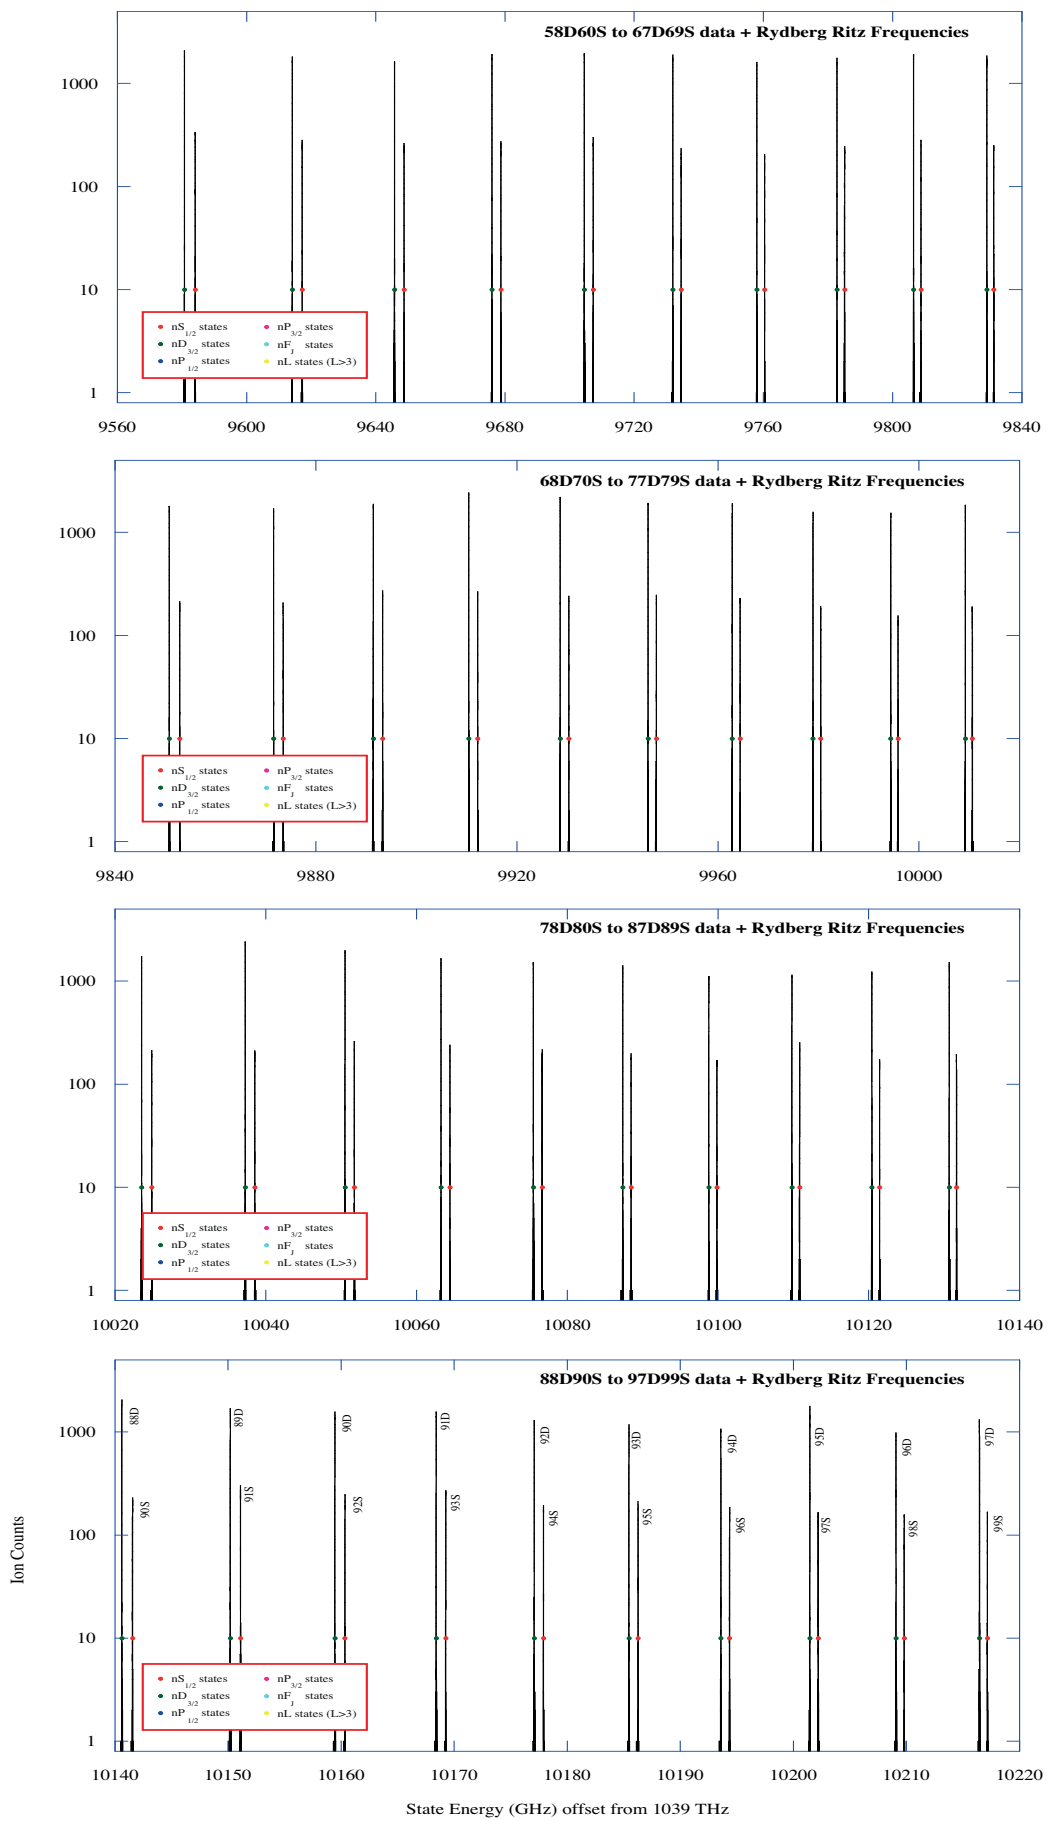 58D60S to 67D69S data + Rydberg Ritz Frequencies
1000
100
10
1
nS1/2 states nP3/2 states
nD3/2 states nFJ states
nP1/2 states nL states (L>3)
9560 9600 9640 9680 9720 9760 9800 9840
68D70S to 77D79S data + Rydberg Ritz Frequencies
1000
100
10
1
nS1/2 states nP3/2 states
nD3/2 states nFJ states
nP1/2 states nL states (L>3)
9840 9880 9920 9960 10000
78D80S to 87D89S data + Rydberg Ritz Frequencies
1000
100
10
1
nS1/2 states nP3/2 states
nD3/2 states nFJ states
nP1/2 states nL states (L>3)
10020 10040 10060 10080 10100 10120 10140
88D90S to 97D99S data + Rydberg Ritz Frequencies
88D 89D 90D 91D 92D 93D 94D 95D 96D 97D
90S 91S 92S 93S 94S 95S 96S 97S 98S 99S
Ion Counts
1000
100
10
1
nS1/2 states nP3/2 states
nD3/2 states nFJ states
nP1/2 states nL states (L>3)
10140 10150 10160 10170 10180 10190 10200 10210 10220
State Energy (GHz) offset from 1039 THz